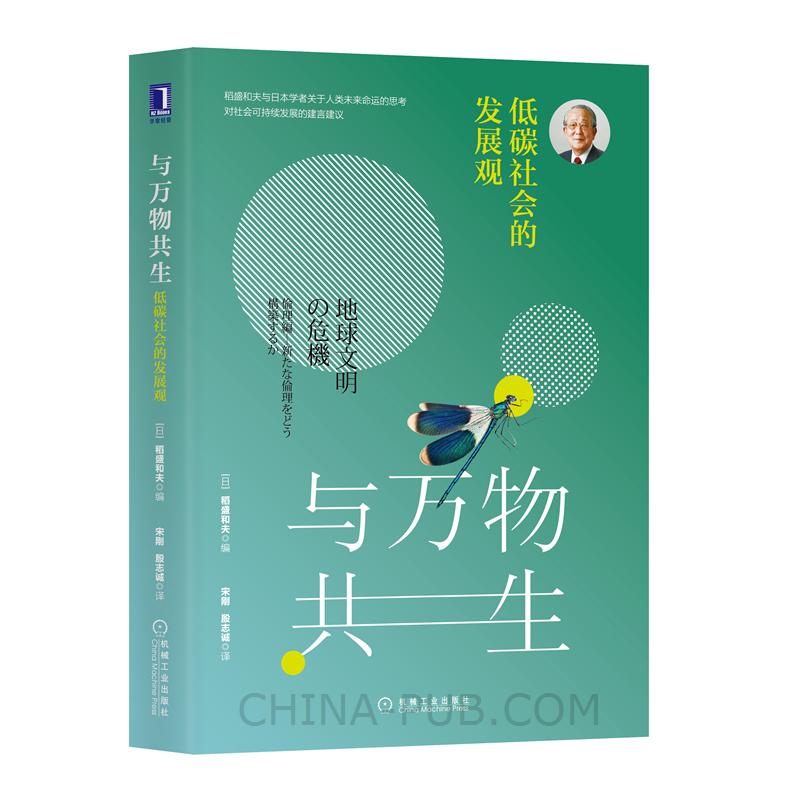 HZ Books
华章经管
与万物共生
低碳社会的发展观
[日]稻盛和夫◎编
宋刚 殷志诚◎译
机械工业出版社
China Machine Press
稻盛和夫与日本学者关于人类未来命运的思考
对社会可持续发展的建言建议
低碳社会的
发展观
地球文明
の危機
倫理編 新たな倫理をどう
構築するか
与万物
共生
[日]稻盛和夫◎编
宋刚 殷志诚◎译
机械工业出版社
China Machine Press
CHINA-PUB.COM